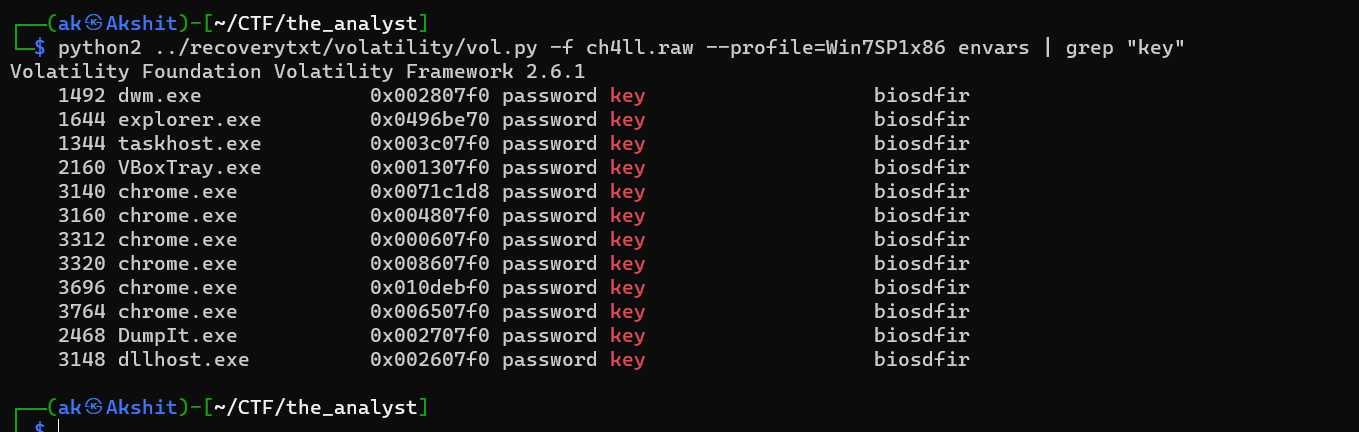 ┌──(ak㉿Akshit)-[~/CTF/the_analyst]
└─$ python2 ../recoverytxt/volatility/vol.py -f ch4ll.raw --profile=Win7SP1x86 envars | grep "key"
Volatility Foundation Volatility Framework 2.6.1
    1492 dwm.exe              0x002807f0 password key                   biosdfir
    1644 explorer.exe         0x0496be70 password key                   biosdfir
    1344 taskhost.exe         0x003c07f0 password key                   biosdfir
    2160 VBoxTray.exe         0x001307f0 password key                   biosdfir
    3140 chrome.exe           0x0071c1d8 password key                   biosdfir
    3160 chrome.exe           0x004807f0 password key                   biosdfir
    3312 chrome.exe           0x000607f0 password key                   biosdfir
    3320 chrome.exe           0x008607f0 password key                   biosdfir
    3696 chrome.exe           0x010debf0 password key                   biosdfir
    3764 chrome.exe           0x006507f0 password key                   biosdfir
    2468 DumpIt.exe           0x002707f0 password key                   biosdfir
    3148 dllhost.exe          0x002607f0 password key                   biosdfir
┌──(ak㉿Akshit)-[~/CTF/the_analyst]
└─$